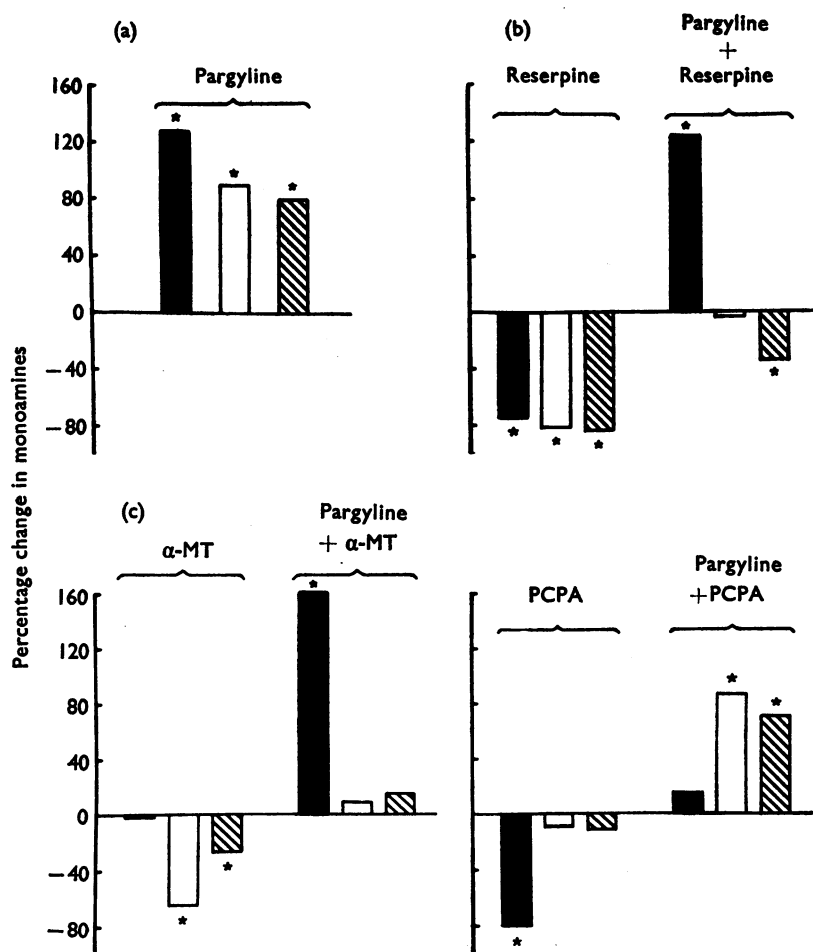 (a)
Pargyline
160
120
80
40
0
−40
−80
*
*
*
(b)
Reserpine
Pargyline
+
Reserpine
*
*
*
*
*
Percentage change in monoamines
(c)
α-MT
Pargyline
+ α-MT
160
120
80
40
0
−40
−80
*
*
*
PCPA
Pargyline
+PCPA
*
*
*